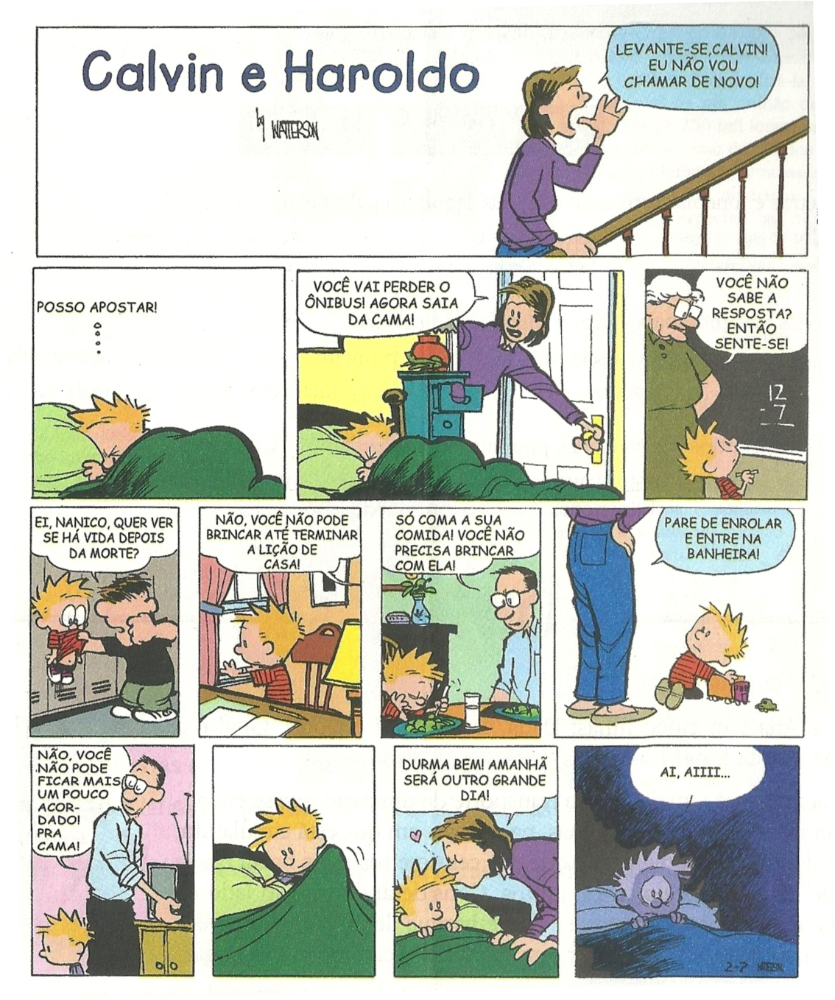 Calvin e Haroldo
by WATTERSON
LEVANTE-SE, CALVIN!
EU NÃO VOU
CHAMAR DE NOVO!
POSSO APOSTAR!
VOCÊ VAI PERDER O
ÔNIBUS! AGORA SAIA
DA CAMA!
VOCÊ NÃO
SABE A
RESPOSTA?
ENTÃO
SENTE-SE!
12
- 7
EI, NANICO, QUER VER
SE HÁ VIDA DEPOIS
DA MORTE?
NÃO, VOCÊ NÃO PODE
BRINCAR ATÉ TERMINAR
A LIÇÃO DE
CASA!
SÓ COMA A SUA
COMIDA! VOCÊ NÃO
PRECISA BRINCAR
COM ELA!
PARE DE ENROLAR
E ENTRE NA
BANHEIRA!
NÃO, VOCÊ
NÃO PODE
FICAR MAIS
UM POUCO
ACOR-
DADO!
PRA
CAMA!
DURMA BEM! AMANHÃ
SERÁ OUTRO GRANDE
DIA!
AI, AIIII...
2-7 WATTERSON